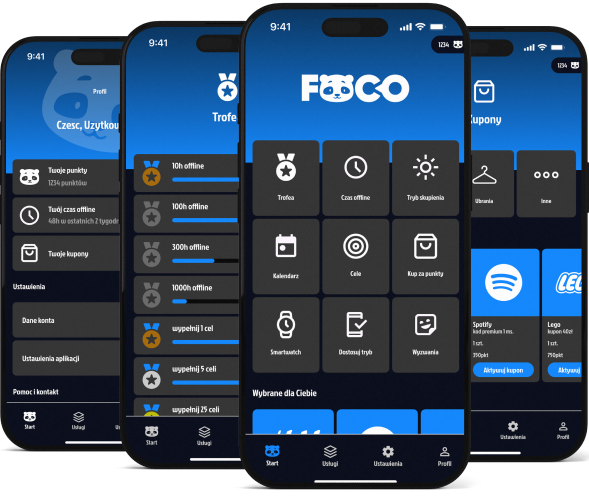 9:41
Profil
Czesc, Uzytkow
Twoje punkty
1234 punktów
Twój czas offline
48h w ostatnich 2 tygodn
Twoje kupony
Ustawienia
Dane konta
Ustawienia aplikacji
Pomoc i kontakt
Start
Usługi
9:41
Trofea
10h offline
100h offline
300h offline
1000h offline
wypełnij 1 cel
wypełnij 5 celi
wypełnij 25 celi
Start
Usługi
9:41
1234
FOCO
Trofea
Czas offline
Tryb skupienia
Kalendarz
Cele
Kup za punkty
Smartwatch
Dostosuj tryb
Wyzwania
Wybrane dla Ciebie
Start
Usługi
Ustawienia
Profil
1234
Kupony
Ubrania
Inne
LEG
Spotify
kod premium 1 ms.
1 szt.
350pkt
Aktywuj kupon
Lego
kupon 40zł
1 szt.
750pkt
Aktywuj
Ustawienia
Profil